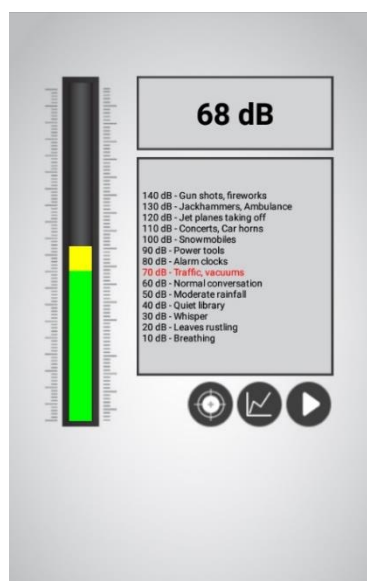 68 dB
140 dB - Gun shots, fireworks
130 dB - Jackhammers, Ambulance
120 dB - Jet planes taking off
110 dB - Concerts, Car horns
100 dB - Snowmobiles
90 dB - Power tools
80 dB - Alarm clocks
70 dB - Traffic, vacuums
60 dB - Normal conversation
50 dB - Moderate rainfall
40 dB - Quiet library
30 dB - Whisper
20 dB - Leaves rustling
10 dB - Breathing